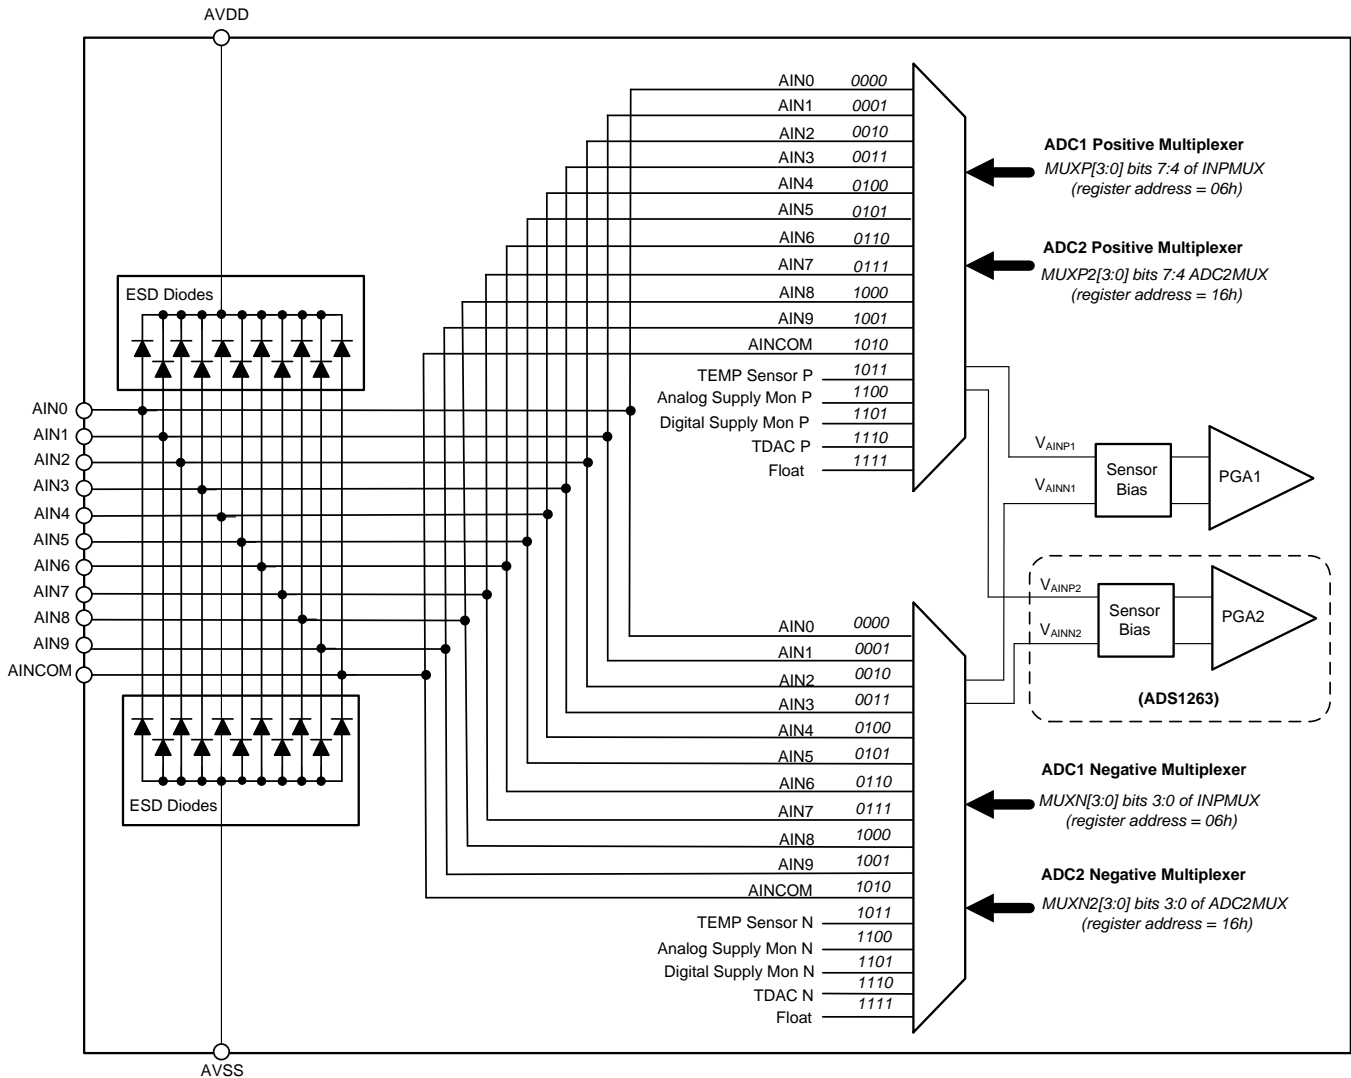 AVDD
AIN0 0000
AIN1 0001
AIN2 0010
AIN3 0011
AIN4 0100
AIN5 0101
AIN6 0110
AIN7 0111
AIN8 1000
AIN9 1001
AINCOM 1010
TEMP Sensor P 1011
Analog Supply Mon P 1100
Digital Supply Mon P 1101
TDAC P 1110
Float 1111
ADC1 Positive Multiplexer
MUXP[3:0] bits 7:4 of INPMUX
(register address = 06h)
ADC2 Positive Multiplexer
MUXP2[3:0] bits 7:4 ADC2MUX
(register address = 16h)
ESD Diodes
AIN0
AIN1
AIN2
AIN3
AIN4
AIN5
AIN6
AIN7
AIN8
AIN9
AINCOM
ESD Diodes
VAINP1
VAINN1
Sensor
Bias
PGA1
VAINP2
VAINN2
Sensor
Bias
PGA2
(ADS1263)
AIN0 0000
AIN1 0001
AIN2 0010
AIN3 0011
AIN4 0100
AIN5 0101
AIN6 0110
AIN7 0111
AIN8 1000
AIN9 1001
AINCOM 1010
TEMP Sensor N 1011
Analog Supply Mon N 1100
Digital Supply Mon N 1101
TDAC N 1110
Float 1111
ADC1 Negative Multiplexer
MUXN[3:0] bits 3:0 of INPMUX
(register address = 06h)
ADC2 Negative Multiplexer
MUXN2[3:0] bits 3:0 of ADC2MUX
(register address = 16h)
AVSS